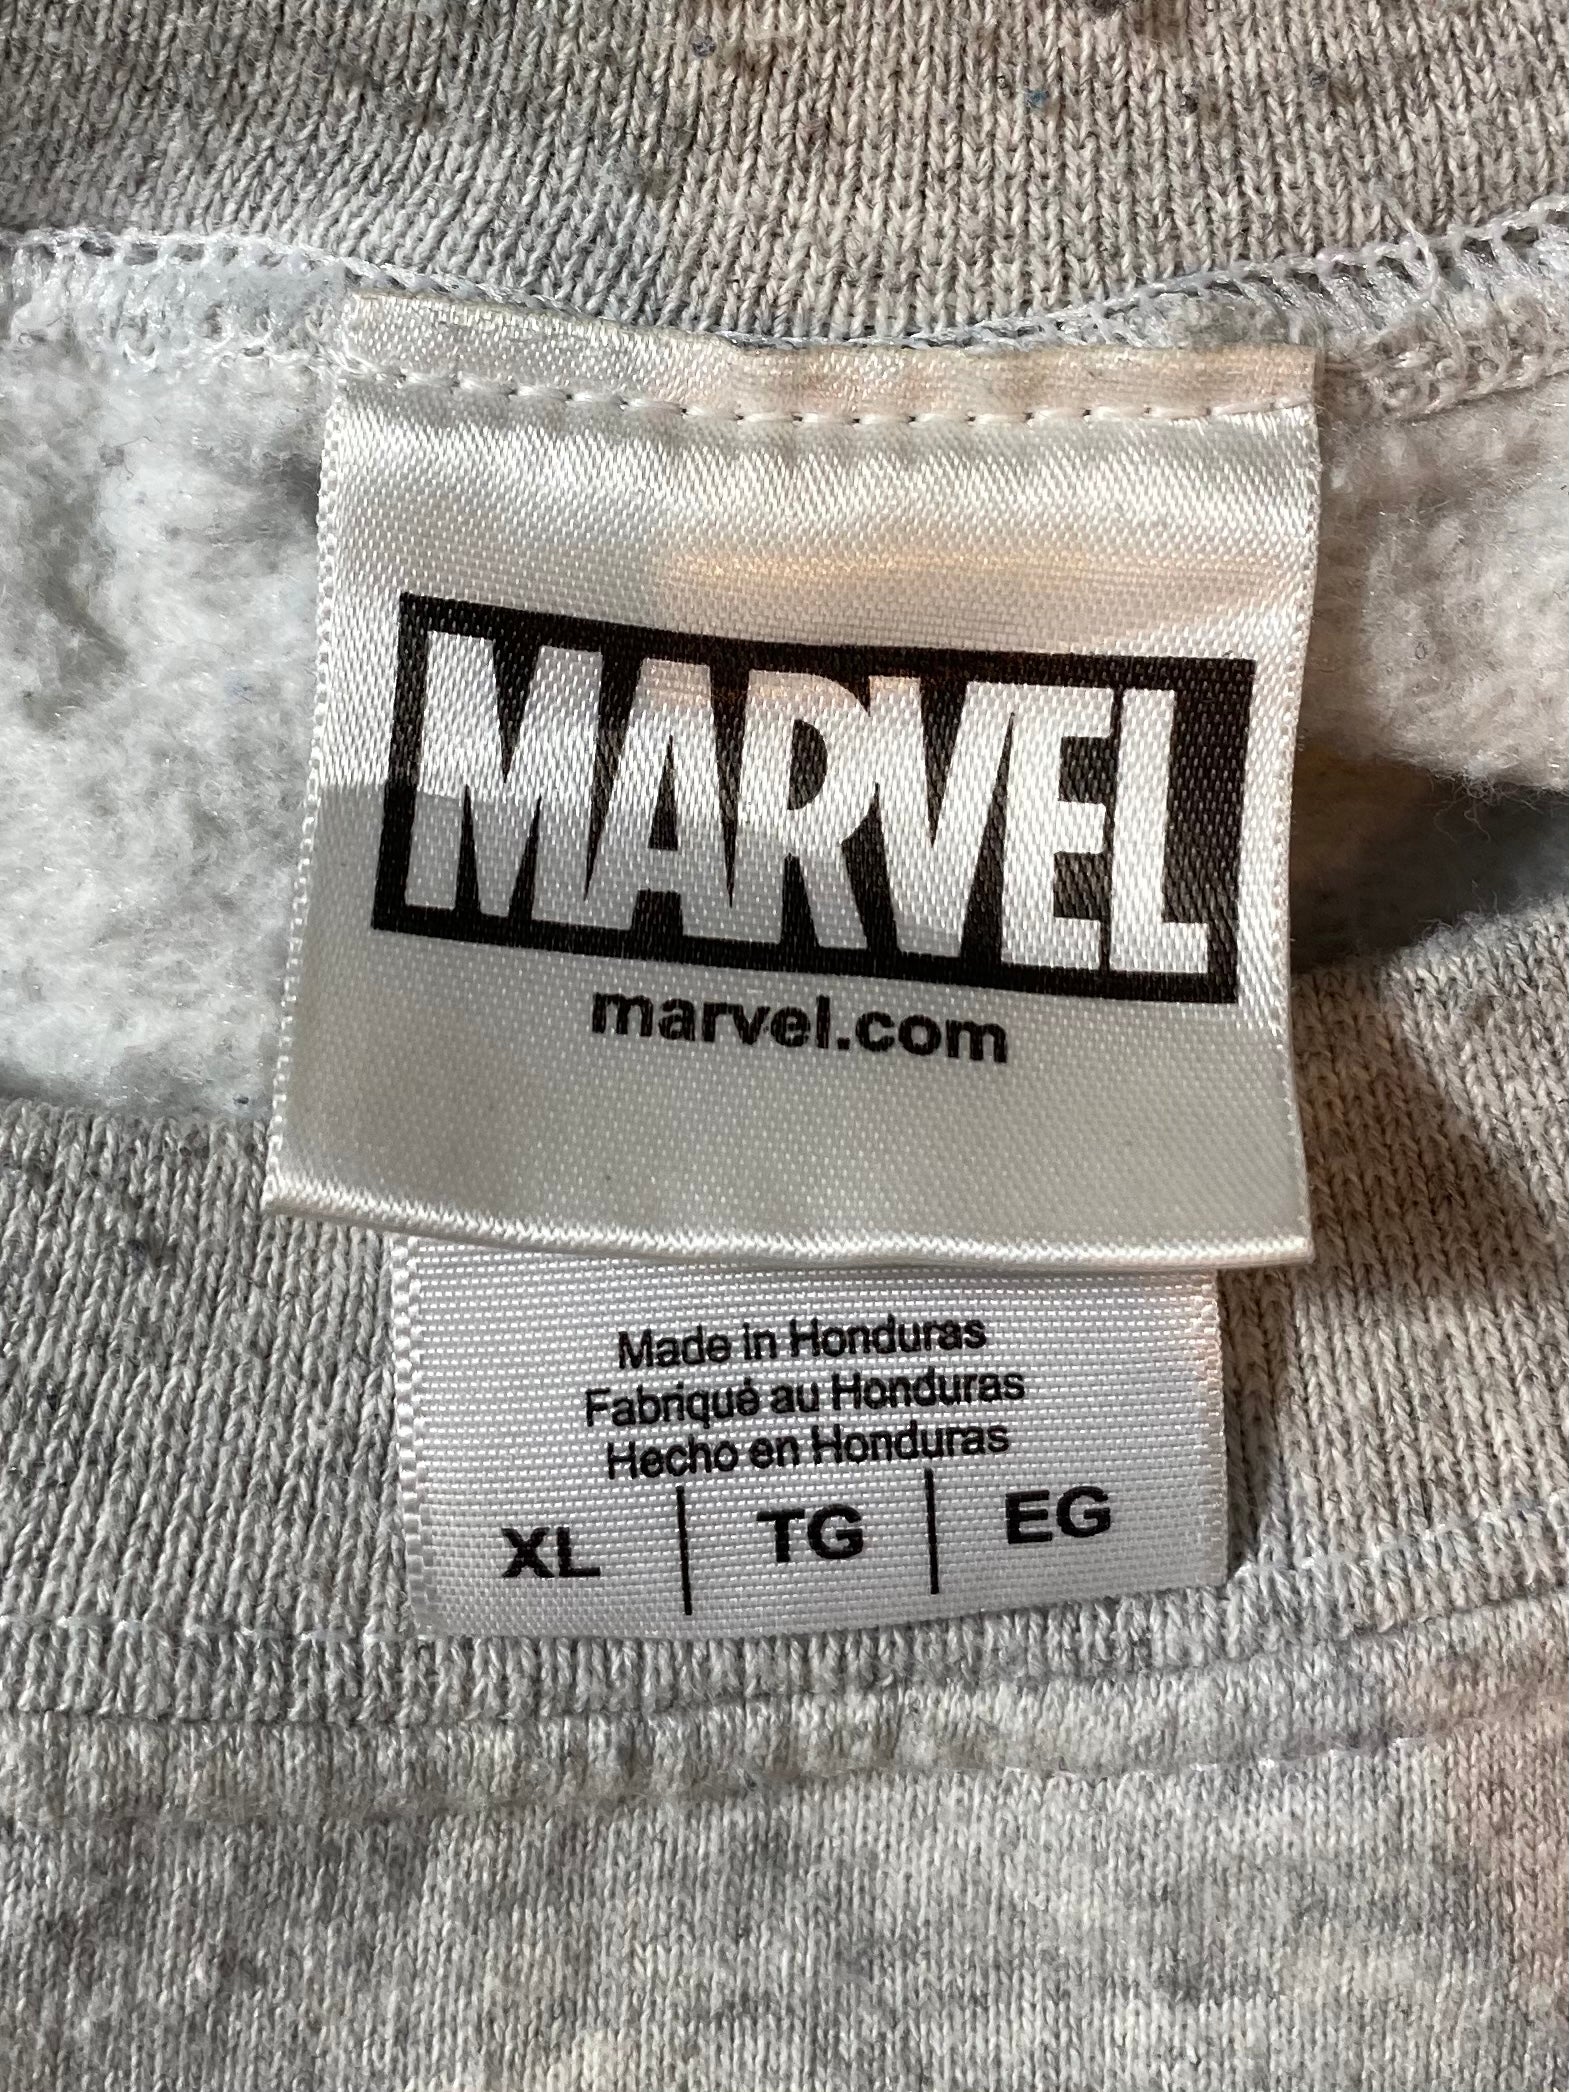 MARVEL
marvel.com
Made in Honduras
Fabriqué au Honduras
Hecho en Honduras
XL | TG | EG